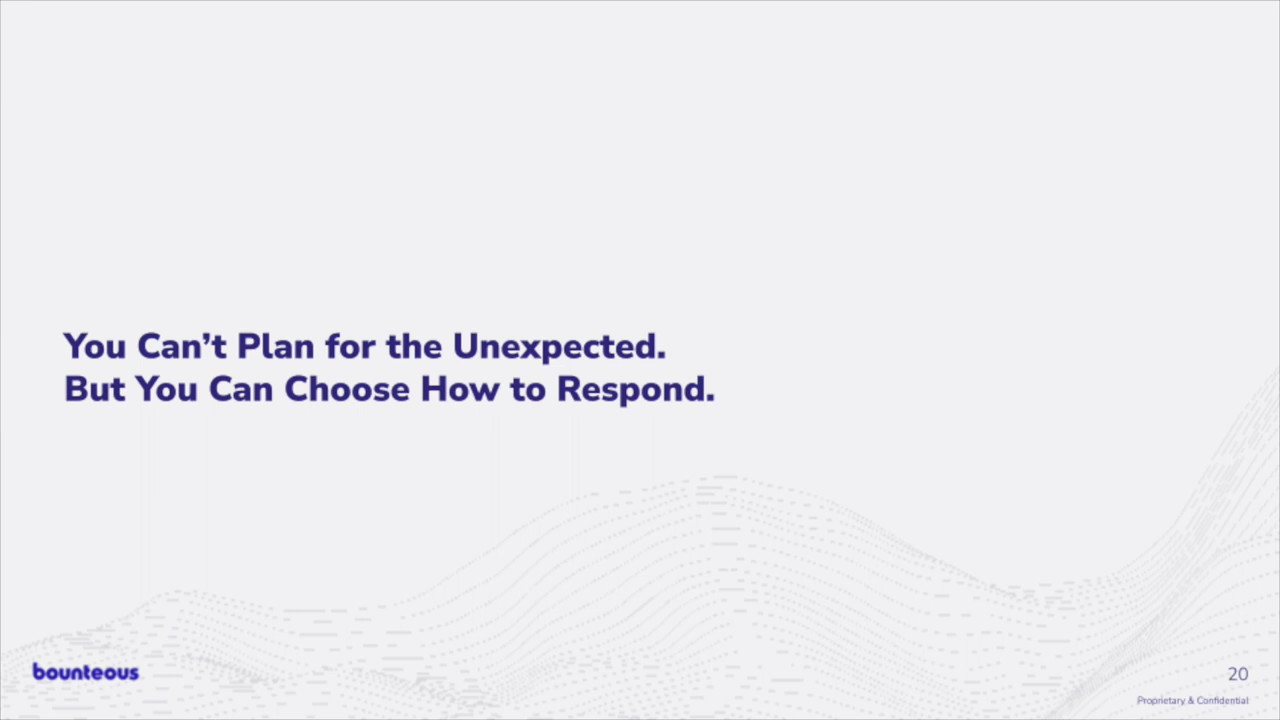 You Can’t Plan for the Unexpected.
But You Can Choose How to Respond.
bounteous
20
Proprietary & Confidential